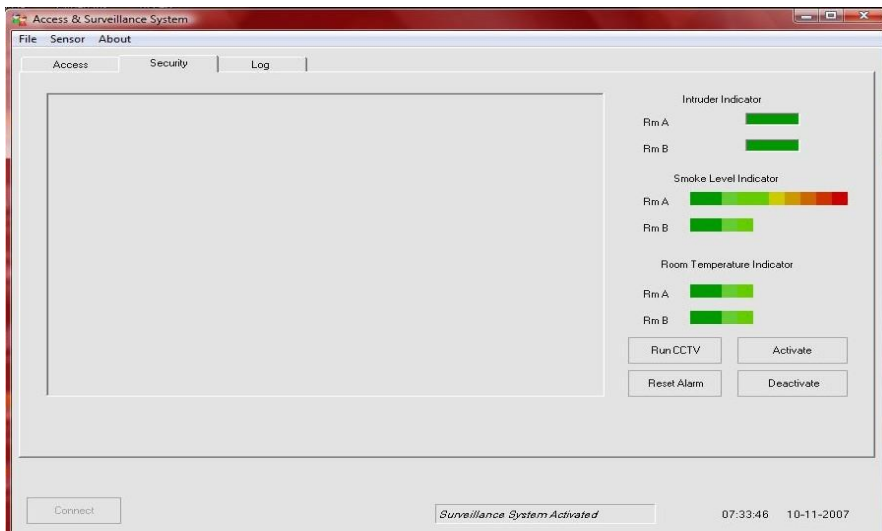 Access & Surveillance System
File Sensor About
Access Security Log
Intruder Indicator
Rm A
Rm B
Smoke Level Indicator
Rm A
Rm B
Room Temperature Indicator
Rm A
Rm B
Run CCTV Activate
Reset Alarm Deactivate
Connect Surveillance System Activated 07:33:46 10-11-2007